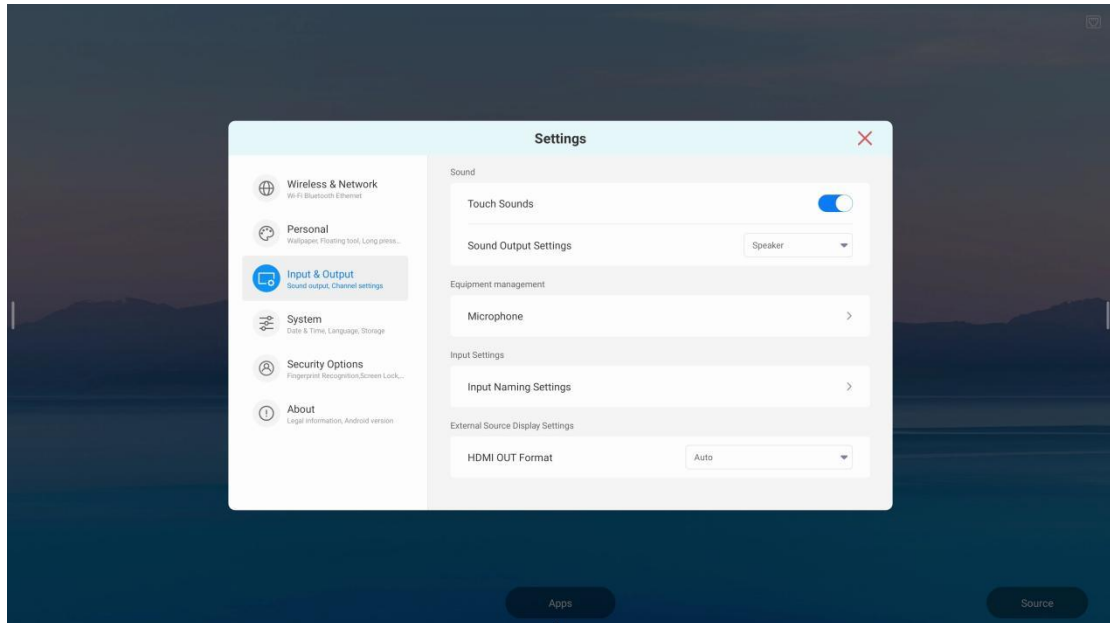 Settings
Wireless & Network
Wi-Fi Bluetooth Ethernet
Personal
Wallpaper, Floating tool, Long press...
Input & Output
Sound output, Channel settings
System
Date & Time, Language, Storage
Security Options
Fingerprint Recognition,Screen Lock,...
About
Legal information, Android version
Sound
Touch Sounds
Sound Output Settings
Speaker
Equipment management
Microphone
Input Settings
Input Naming Settings
External Source Display Settings
HDMI OUT Format
Auto
Apps
Source